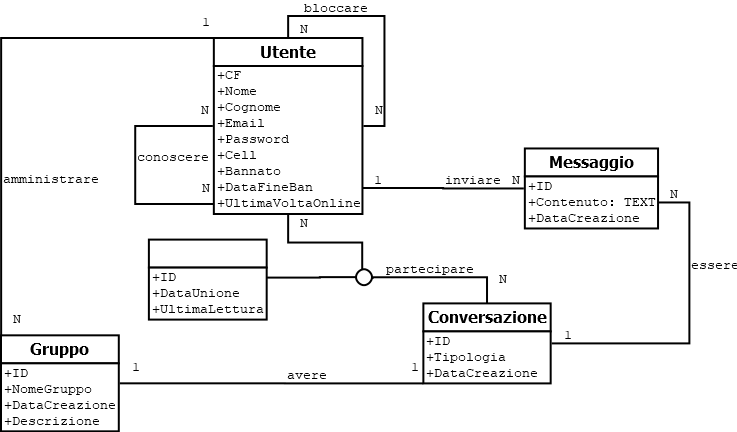 bloccare
1
N
Utente
+CF
+Nome
+Cognome
+Email
+Password
+Cell
+Bannato
+DataFineBan
+UltimaVoltaOnline
N
N
conoscere
N
amministrare
1
inviare
N
Messaggio
+ID
+Contenuto: TEXT
+DataCreazione
N
essere
N
partecipare
N
+ID
+DataUnione
+UltimaLettura
Conversazione
+ID
+Tipologia
+DataCreazione
1
N
Gruppo
+ID
+NomeGruppo
+DataCreazione
+Descrizione
1
avere
1